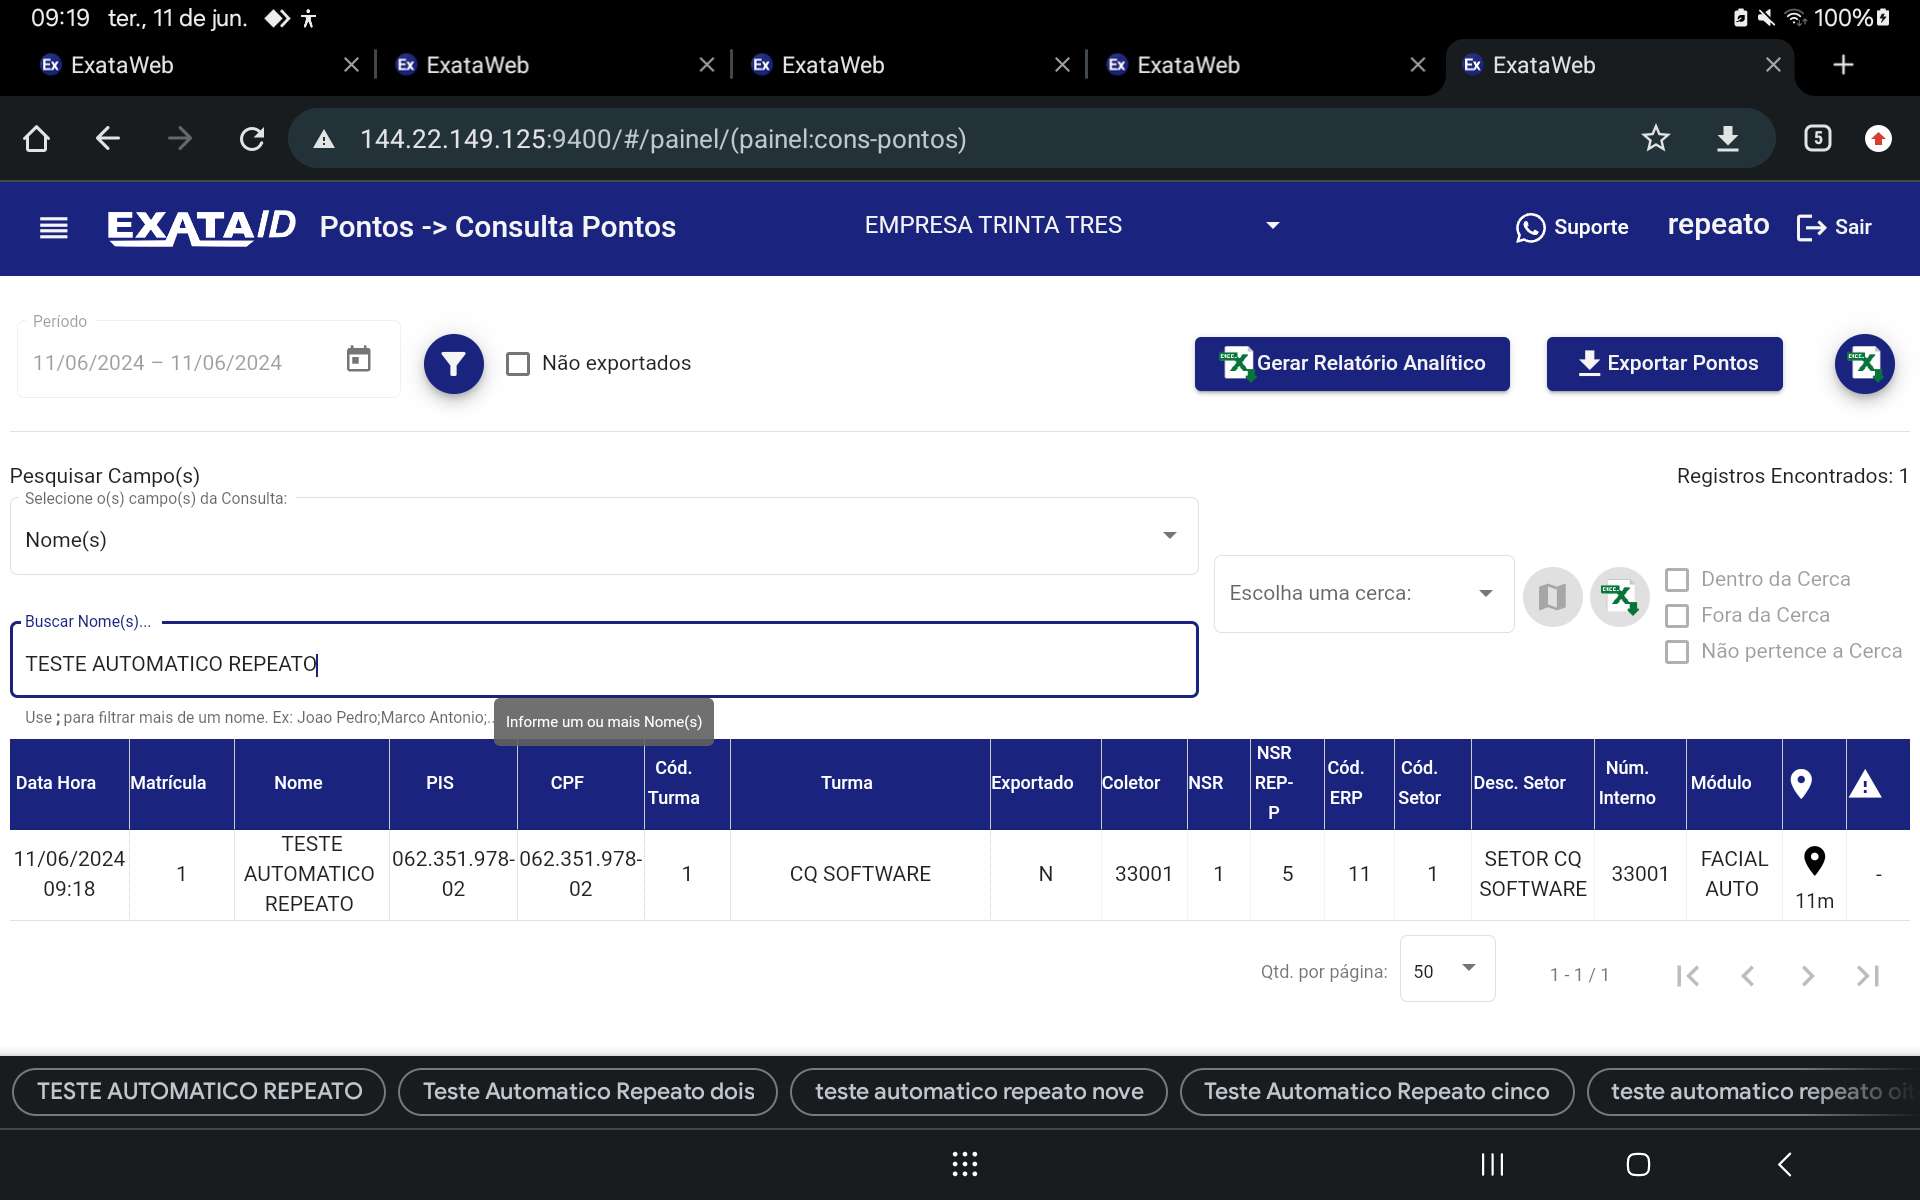 09:19 ter., 11 de jun. 100%
Ex ExataWeb Ex ExataWeb Ex ExataWeb Ex ExataWeb Ex ExataWeb
144.22.149.125:9400/#/painel/(painel:cons-pontos) 5
EXATA/ID Pontos -> Consulta Pontos EMPRESA TRINTA TRES Suporte repeato Sair
Período
11/06/2024 – 11/06/2024 Não exportados Gerar Relatório Analítico Exportar Pontos
Pesquisar Campo(s) Registros Encontrados: 1
Selecione o(s) campo(s) da Consulta:
Nome(s)
Escolha uma cerca:
Dentro da Cerca
Fora da Cerca
Não pertence a Cerca
Buscar Nome(s)...
TESTE AUTOMATICO REPEATO
Use ; para filtrar mais de um nome. Ex: Joao Pedro;Marco Antonio;..
Informe um ou mais Nome(s)
Data Hora Matrícula Nome PIS CPF Cód. Turma Turma Exportado Coletor NSR NSR REP-P Cód. ERP Cód. Setor Desc. Setor Núm. Interno Módulo
11/06/2024 09:18 1 TESTE AUTOMATICO REPEATO 062.351.978-02 062.351.978-02 1 CQ SOFTWARE N 33001 1 5 11 1 SETOR CQ SOFTWARE 33001 FACIAL AUTO 11m -
Qtd. por página: 50 1 - 1 / 1
TESTE AUTOMATICO REPEATO Teste Automatico Repeato dois teste automatico repeato nove Teste Automatico Repeato cinco teste automatico repeato